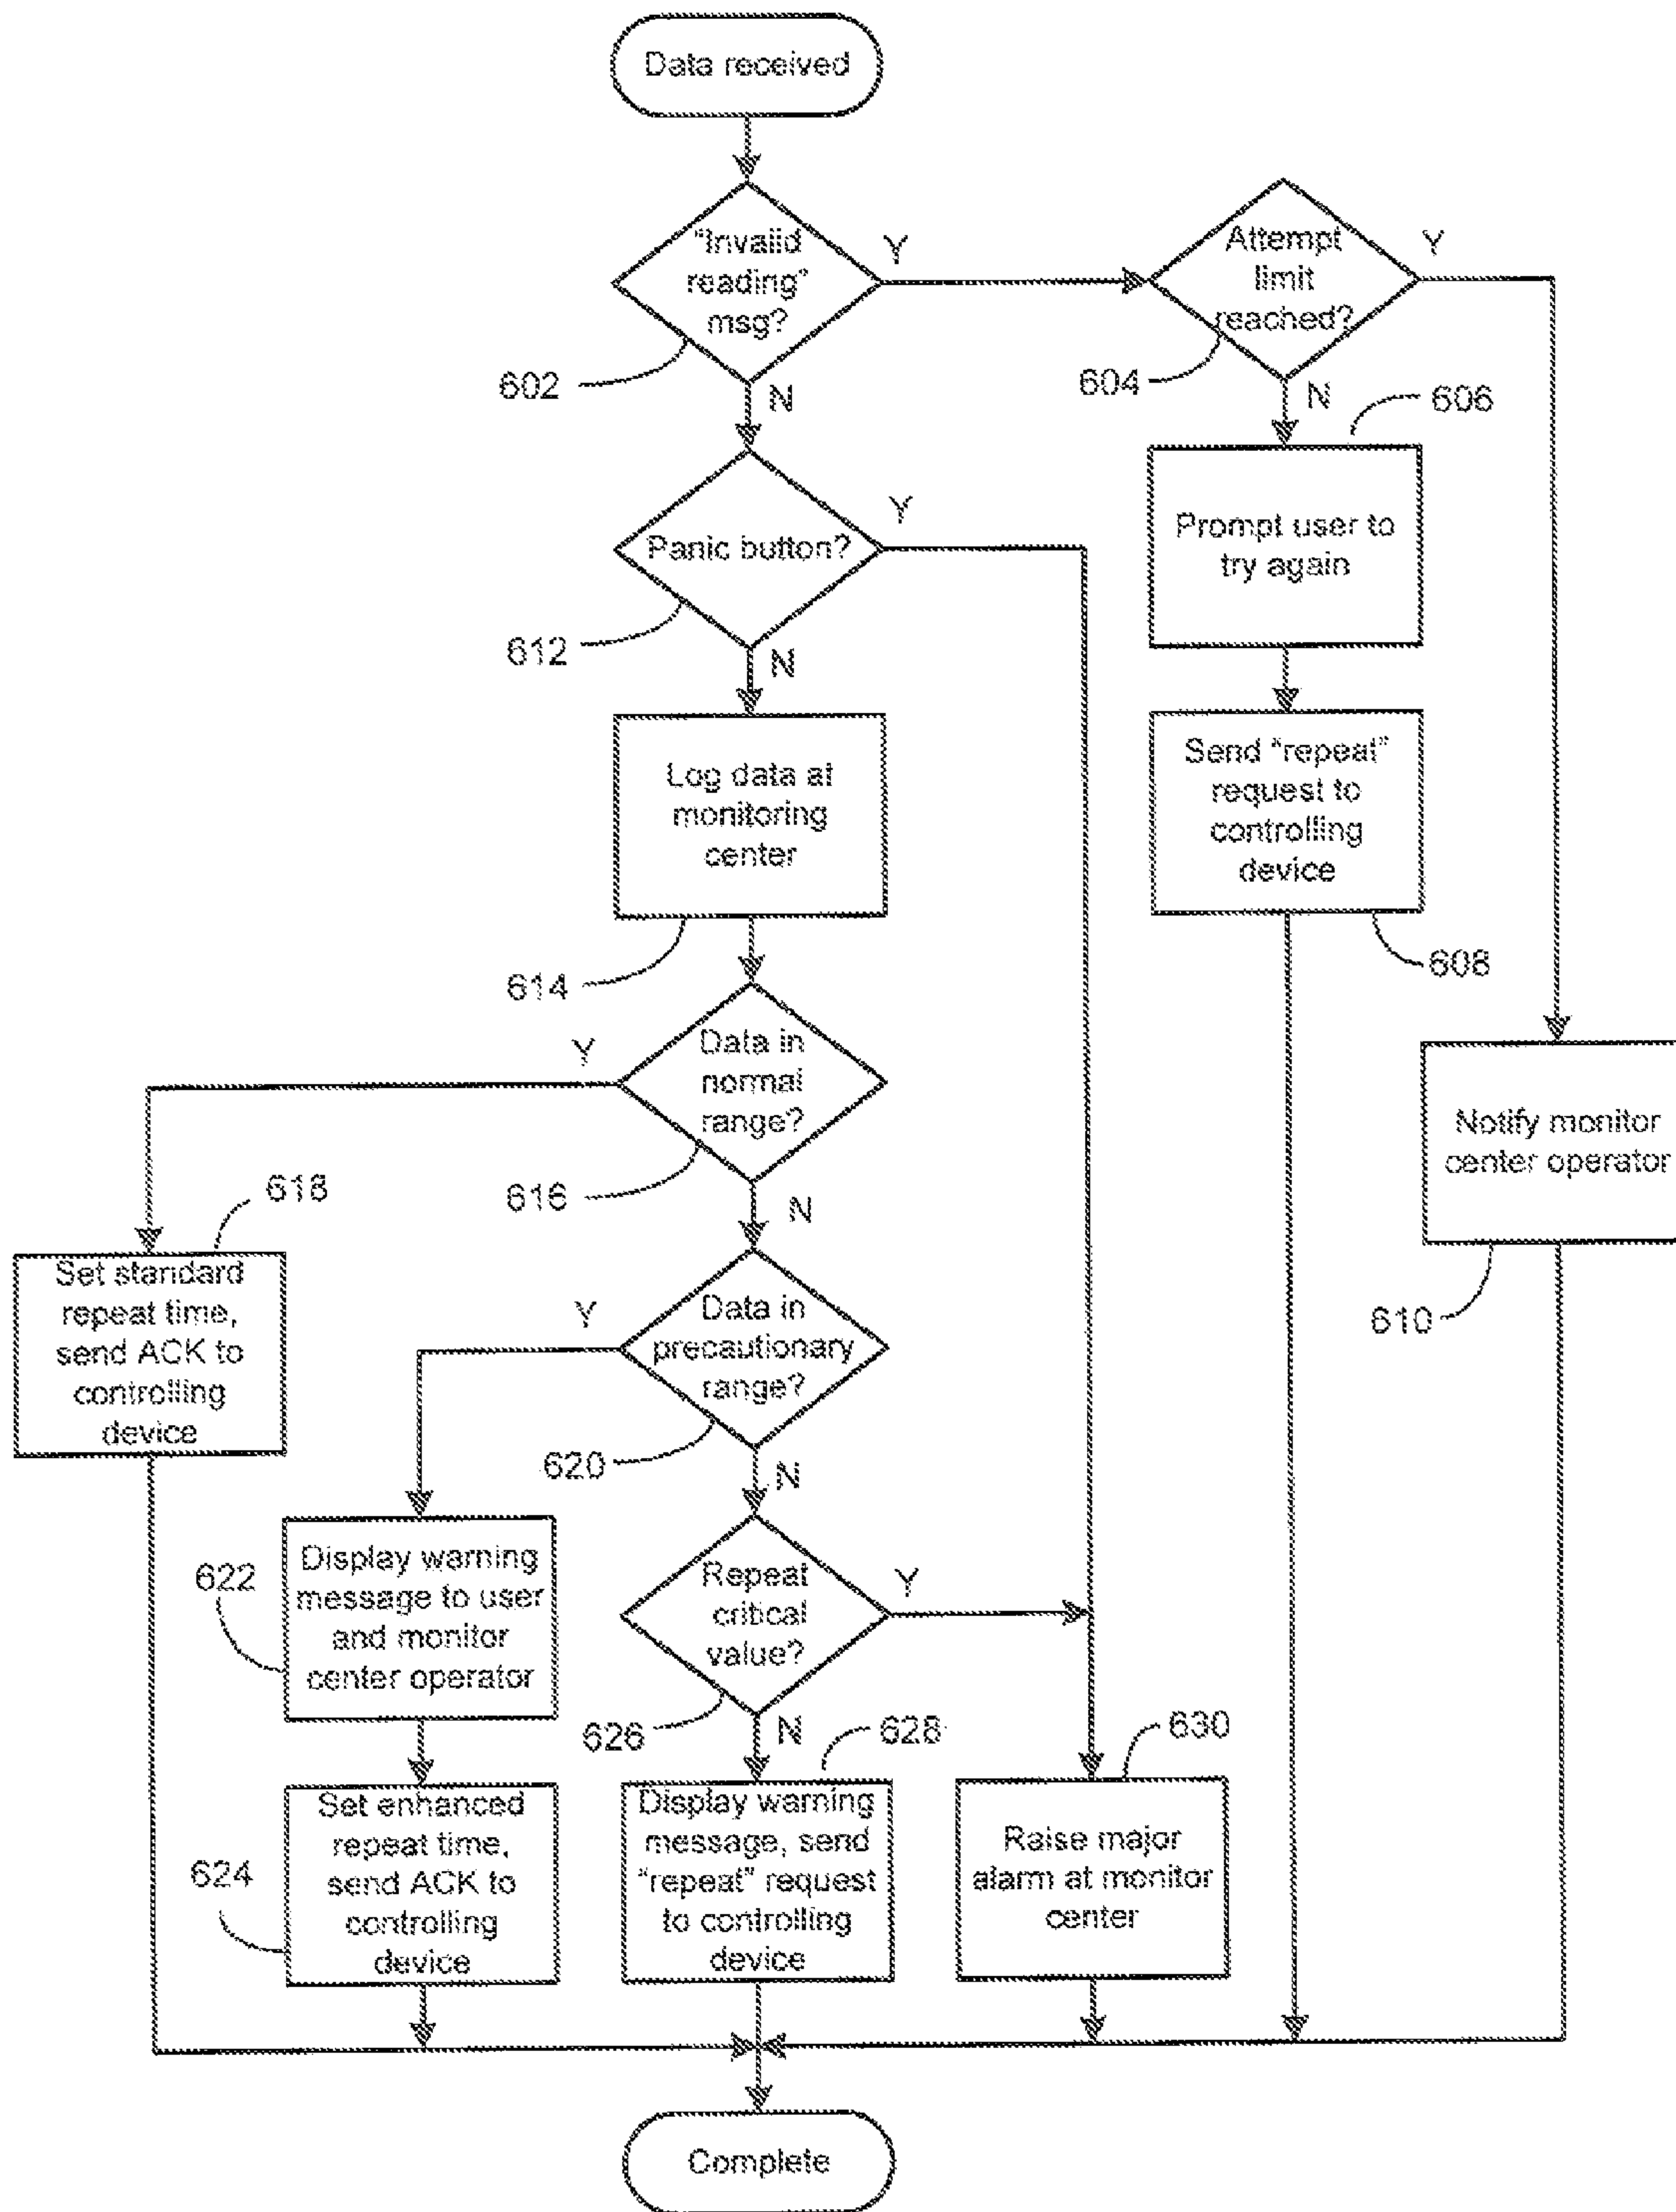 Data received
"Invalid
reading"
msg?
Y
602
N
Attempt
limit
reached?
Y
604
N
606
Prompt user to
try again
Panic button?
Y
612
N
Send "repeat"
request to
controlling
device
608
Log data at
monitoring
center
614
Data in
normal
range?
Y
616
N
Notify monitor
center operator
610
618
Set standard
repeat time,
send ACK to
controlling
device
Data in
precautionary
range?
Y
620
N
622
Display warning
message to user
and monitor
center operator
Repeat
critical
value?
Y
626
N
628
630
624
Set enhanced
repeat time,
send ACK to
controlling
device
Display warning
message, send
"repeat" request
to controlling
device
Raise major
alarm at monitor
center
Complete